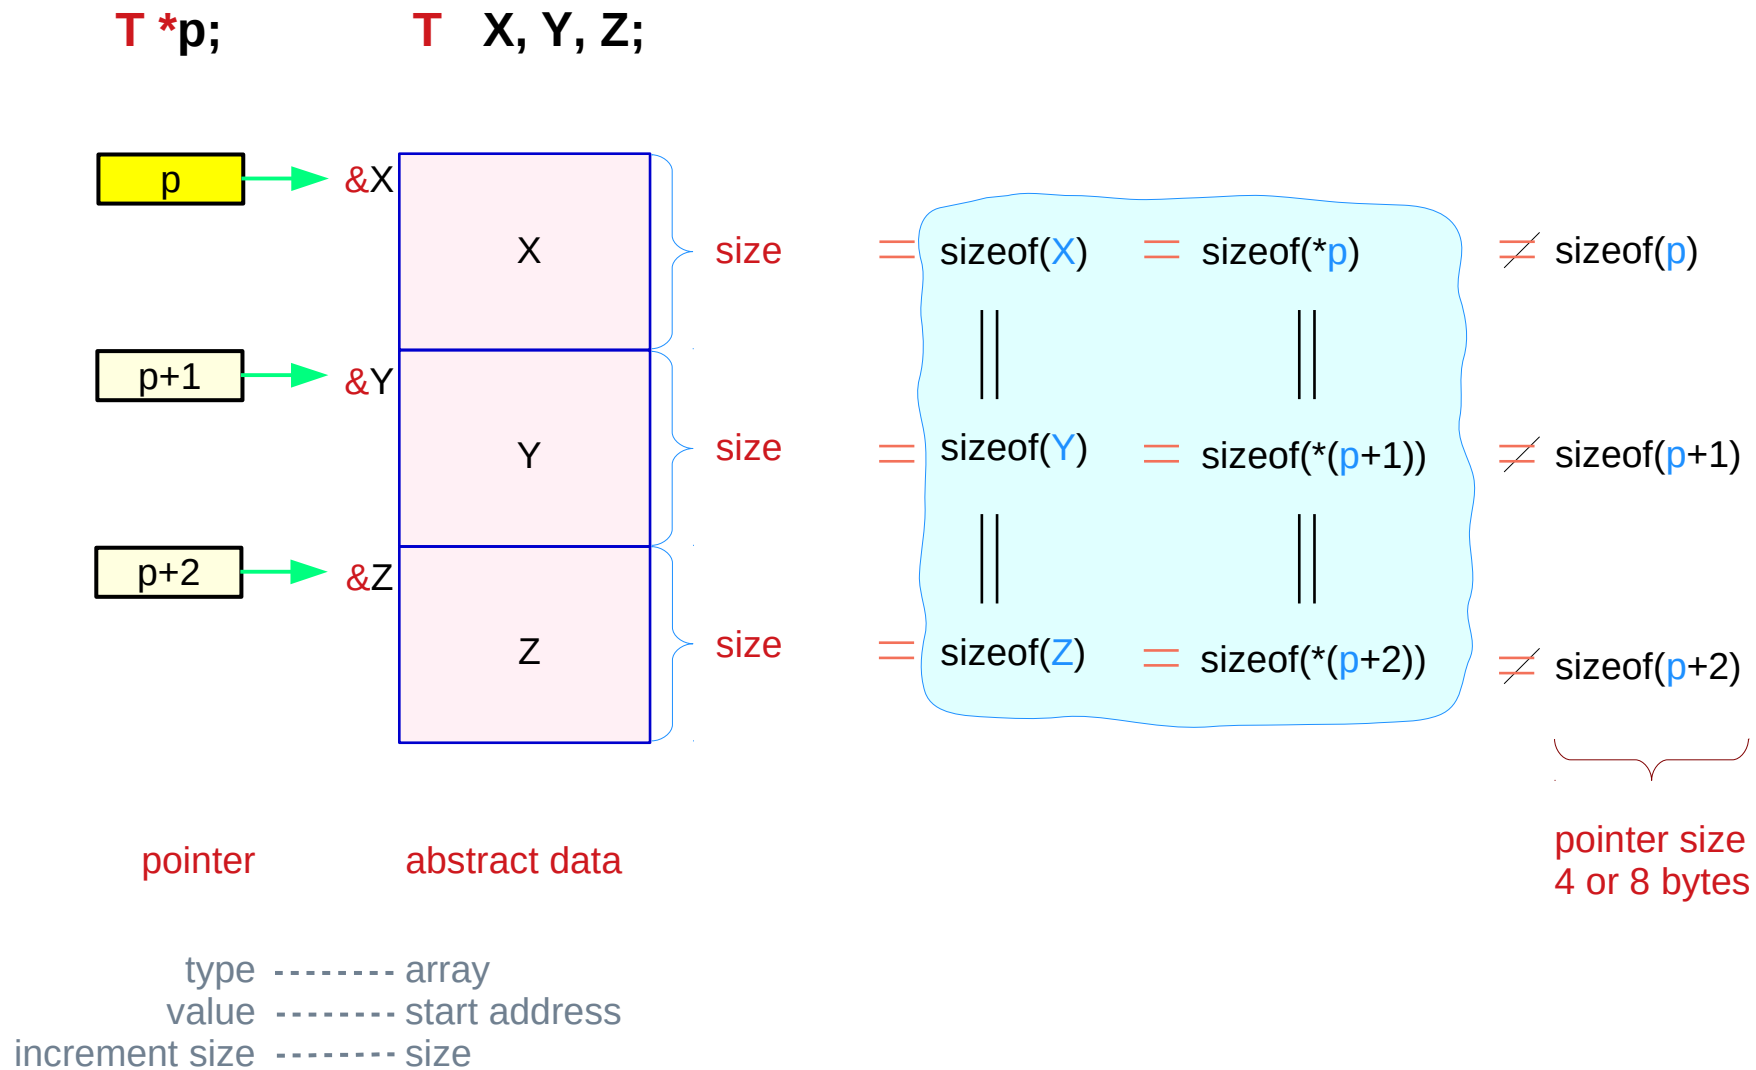 T *p; T X, Y, Z;
p &X X size = sizeof(X) = sizeof(*p) ≠ sizeof(p)
p+1 &Y Y size = sizeof(Y) = sizeof(*(p+1)) ≠ sizeof(p+1)
p+2 &Z Z size = sizeof(Z) = sizeof(*(p+2)) ≠ sizeof(p+2)
pointer size
4 or 8 bytes
pointer abstract data
type array
value start address
increment size size